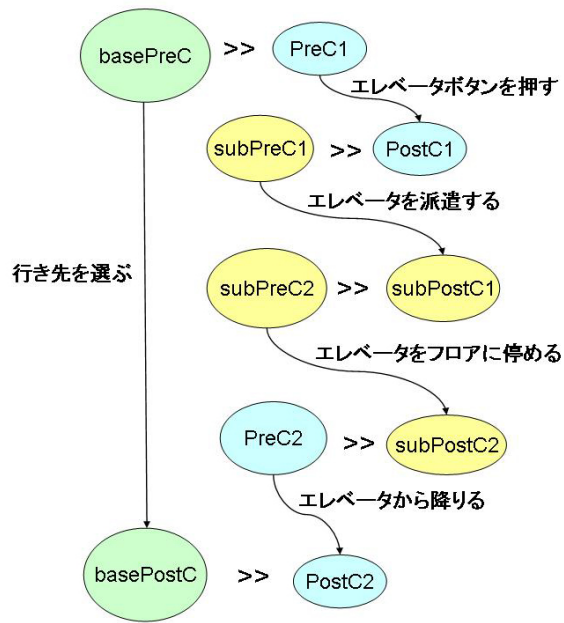 basePreC >> PreC1
エレベータボタンを押す
subPreC1 >> PostC1
エレベータを派遣する
行き先を選ぶ
subPreC2 >> subPostC1
エレベータをフロアに停める
PreC2 >> subPostC2
エレベータから降りる
basePostC >> PostC2